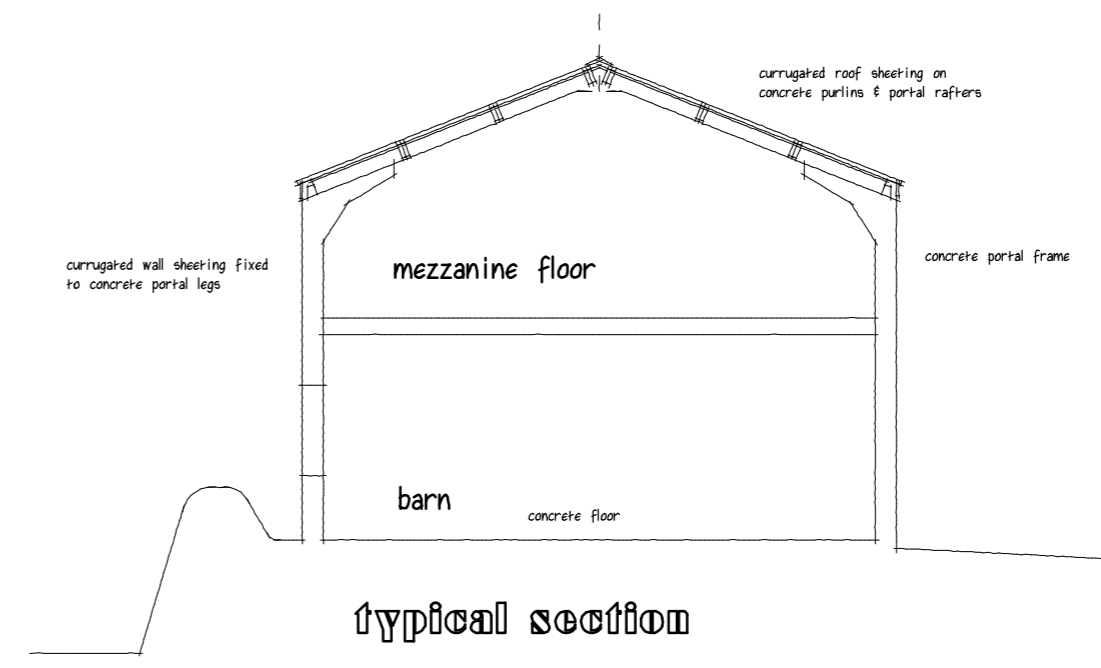 currugated roof sheeting on
concrete purlins & portal rafters
currugated wall sheeting fixed
to concrete portal legs
mezzanine floor
concrete portal frame
barn
concrete floor
typical section